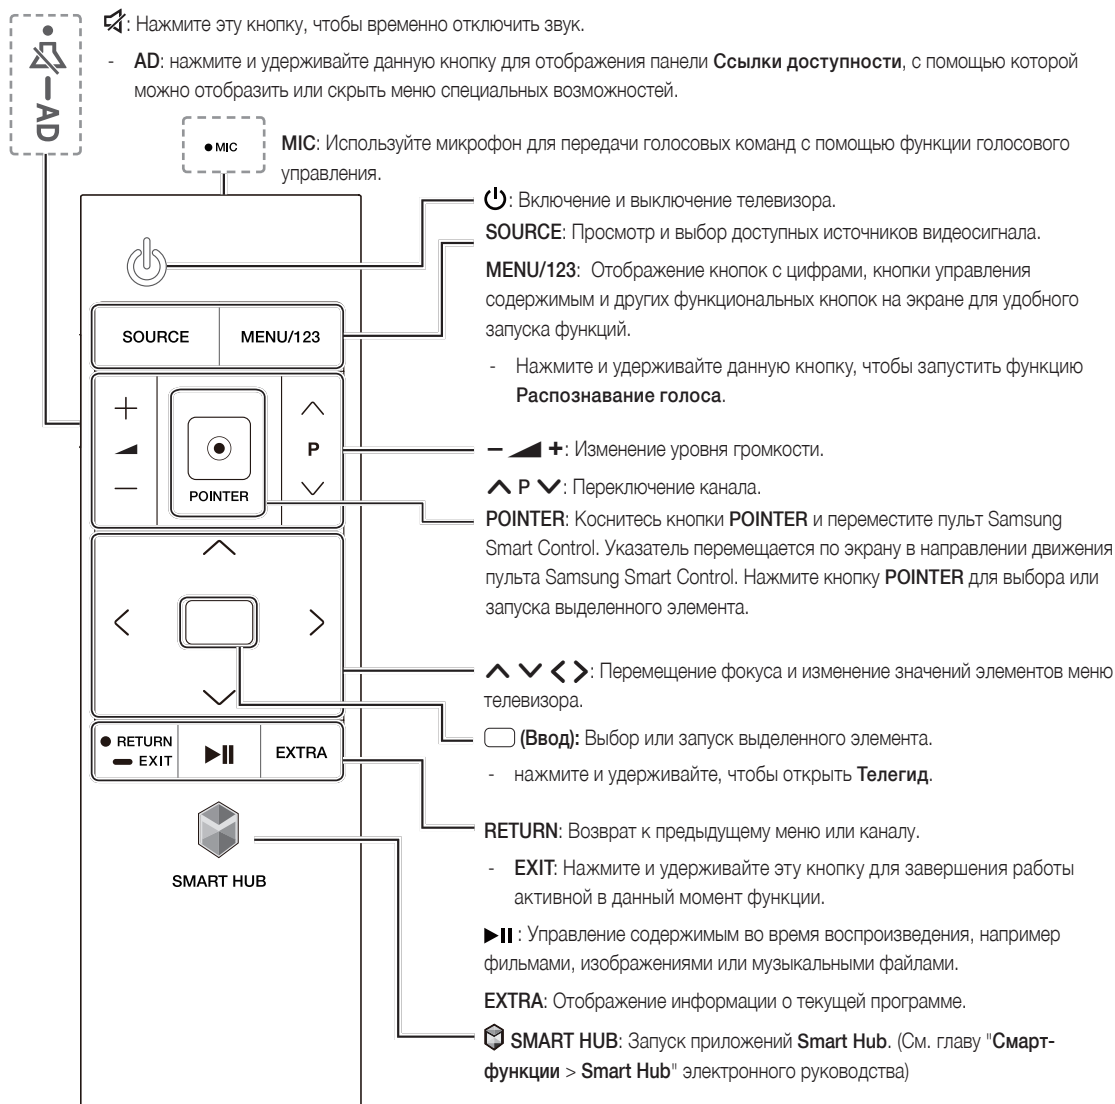 : Нажмите эту кнопку, чтобы временно отключить звук.
- AD: нажмите и удерживайте данную кнопку для отображения панели Ссылки доступности, с помощью которой
можно отобразить или скрыть меню специальных возможностей.
AD
● MIC
MIC: Используйте микрофон для передачи голосовых команд с помощью функции голосового
управления.
: Включение и выключение телевизора.
SOURCE: Просмотр и выбор доступных источников видеосигнала.
MENU/123: Отображение кнопок с цифрами, кнопки управления
содержимым и других функциональных кнопок на экране для удобного
запуска функций.
- Нажмите и удерживайте данную кнопку, чтобы запустить функцию
Распознавание голоса.
SOURCE
MENU/123
+
—
P
POINTER
− +: Изменение уровня громкости.
P : Переключение канала.
POINTER: Коснитесь кнопки POINTER и переместите пульт Samsung
Smart Control. Указатель перемещается по экрану в направлении движения
пульта Samsung Smart Control. Нажмите кнопку POINTER для выбора или
запуска выделенного элемента.
: Перемещение фокуса и изменение значений элементов меню
телевизора.
(Ввод): Выбор или запуск выделенного элемента.
- нажмите и удерживайте, чтобы открыть Телегид.
● RETURN
▬ EXIT
►II
EXTRA
SMART HUB
RETURN: Возврат к предыдущему меню или каналу.
- EXIT: Нажмите и удерживайте эту кнопку для завершения работы
активной в данный момент функции.
►II : Управление содержимым во время воспроизведения, например
фильмами, изображениями или музыкальными файлами.
EXTRA: Отображение информации о текущей программе.
SMART HUB: Запуск приложений Smart Hub. (См. главу "Смарт-
функции > Smart Hub" электронного руководства)